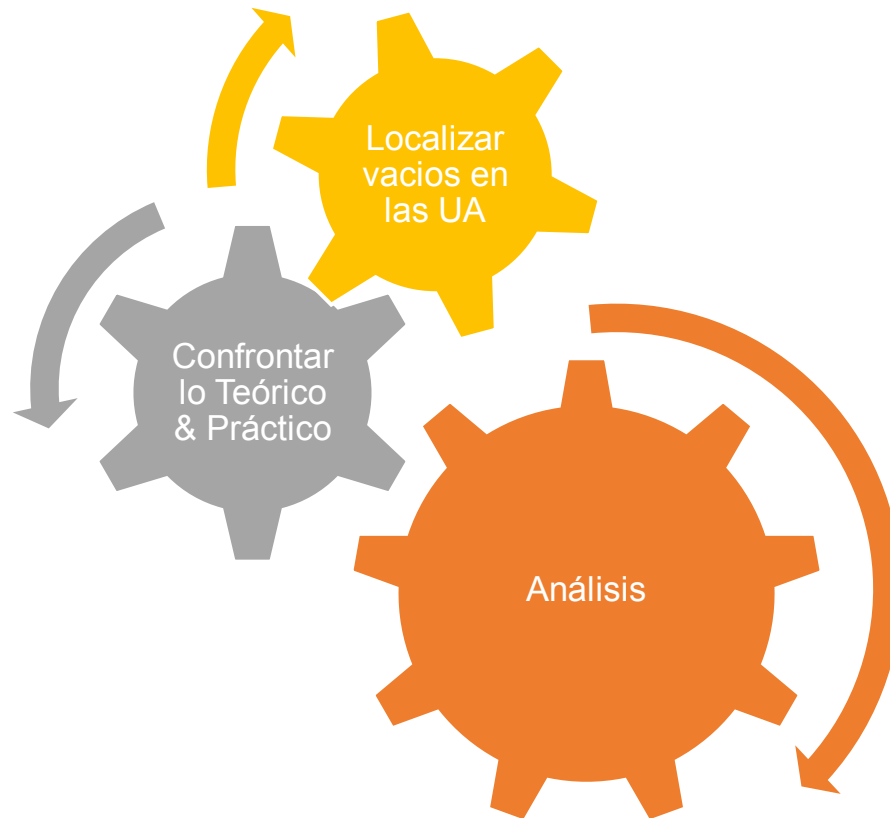 Localizar
vacios en
las UA
Confrontar
lo Teórico
& Práctico
Análisis